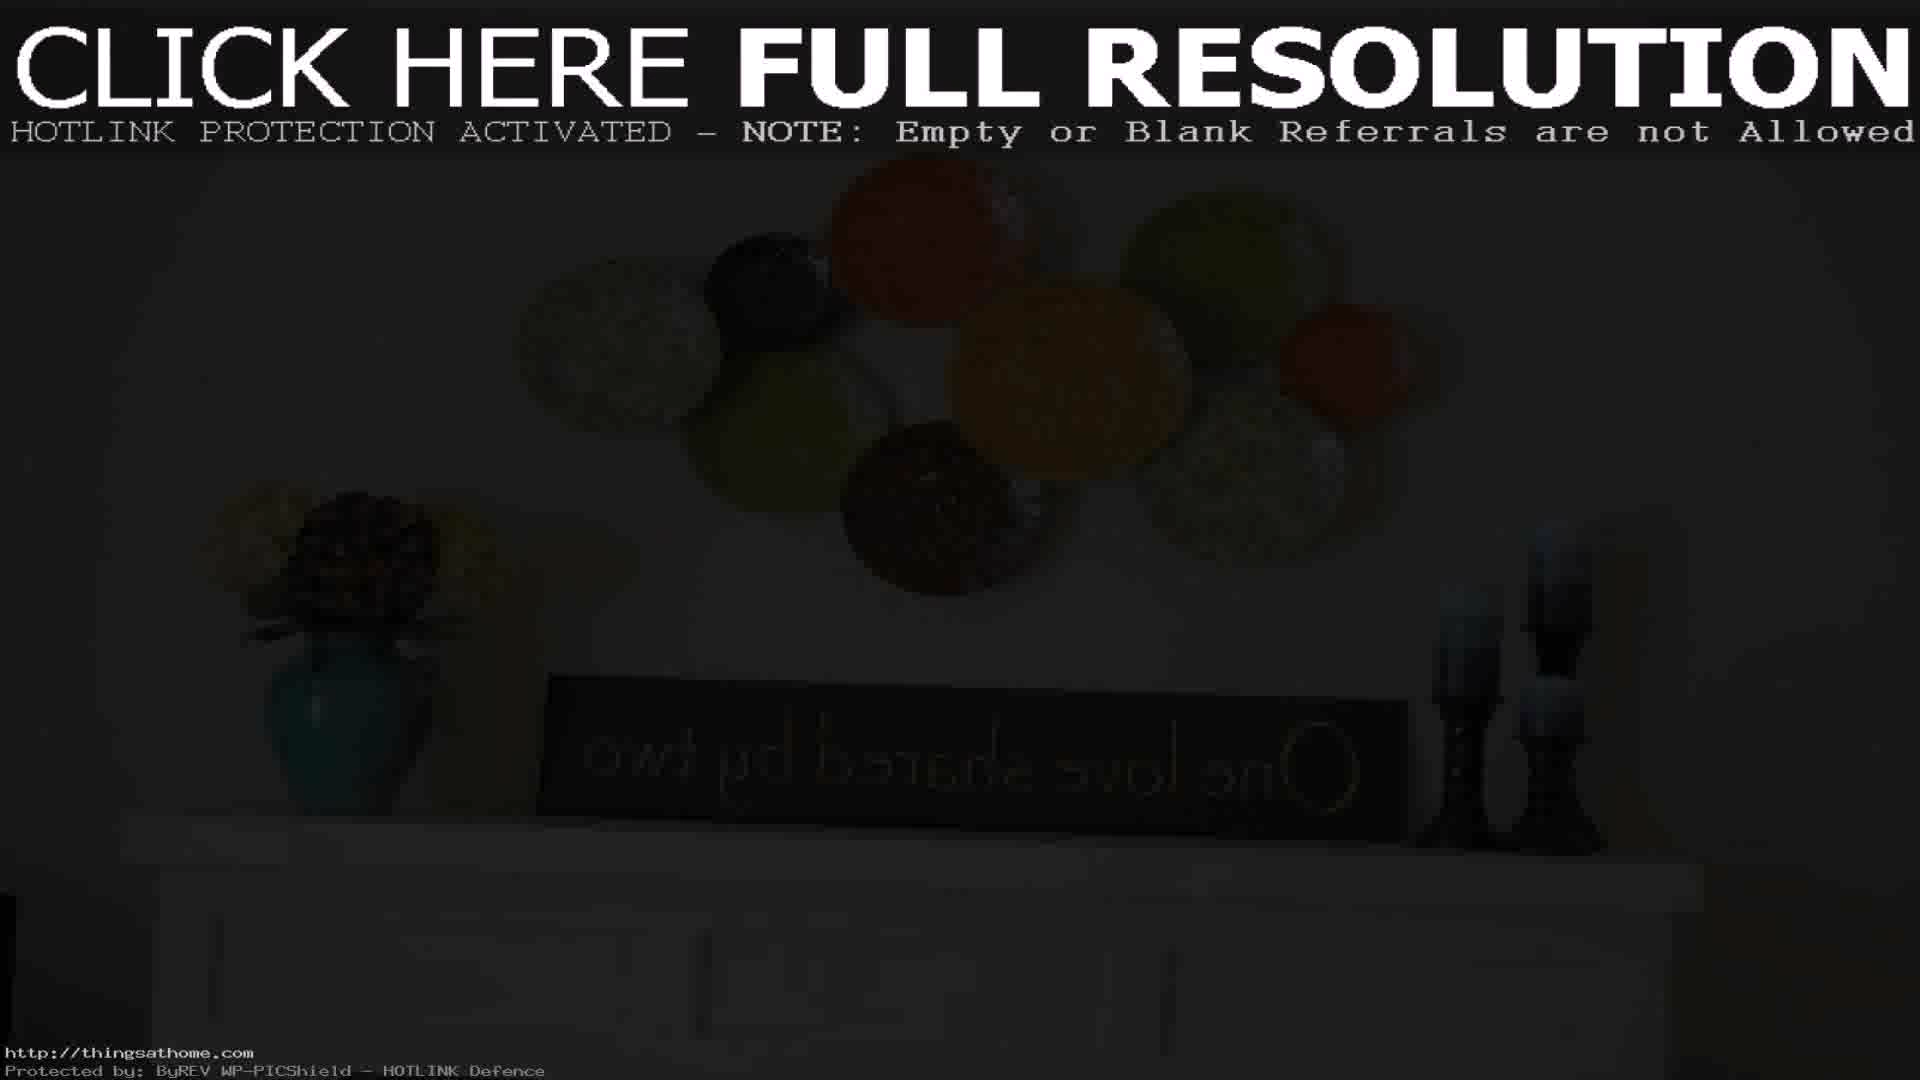 CLICK HERE FULL RESOLUTION
HOTLINK PROTECTION ACTIVATED – NOTE: Empty or Blank Referrals are not Allowed
One love shared by two
http://thingsathome.com
Protected by: ByREV WP-PICShield – HOTLINK Defence